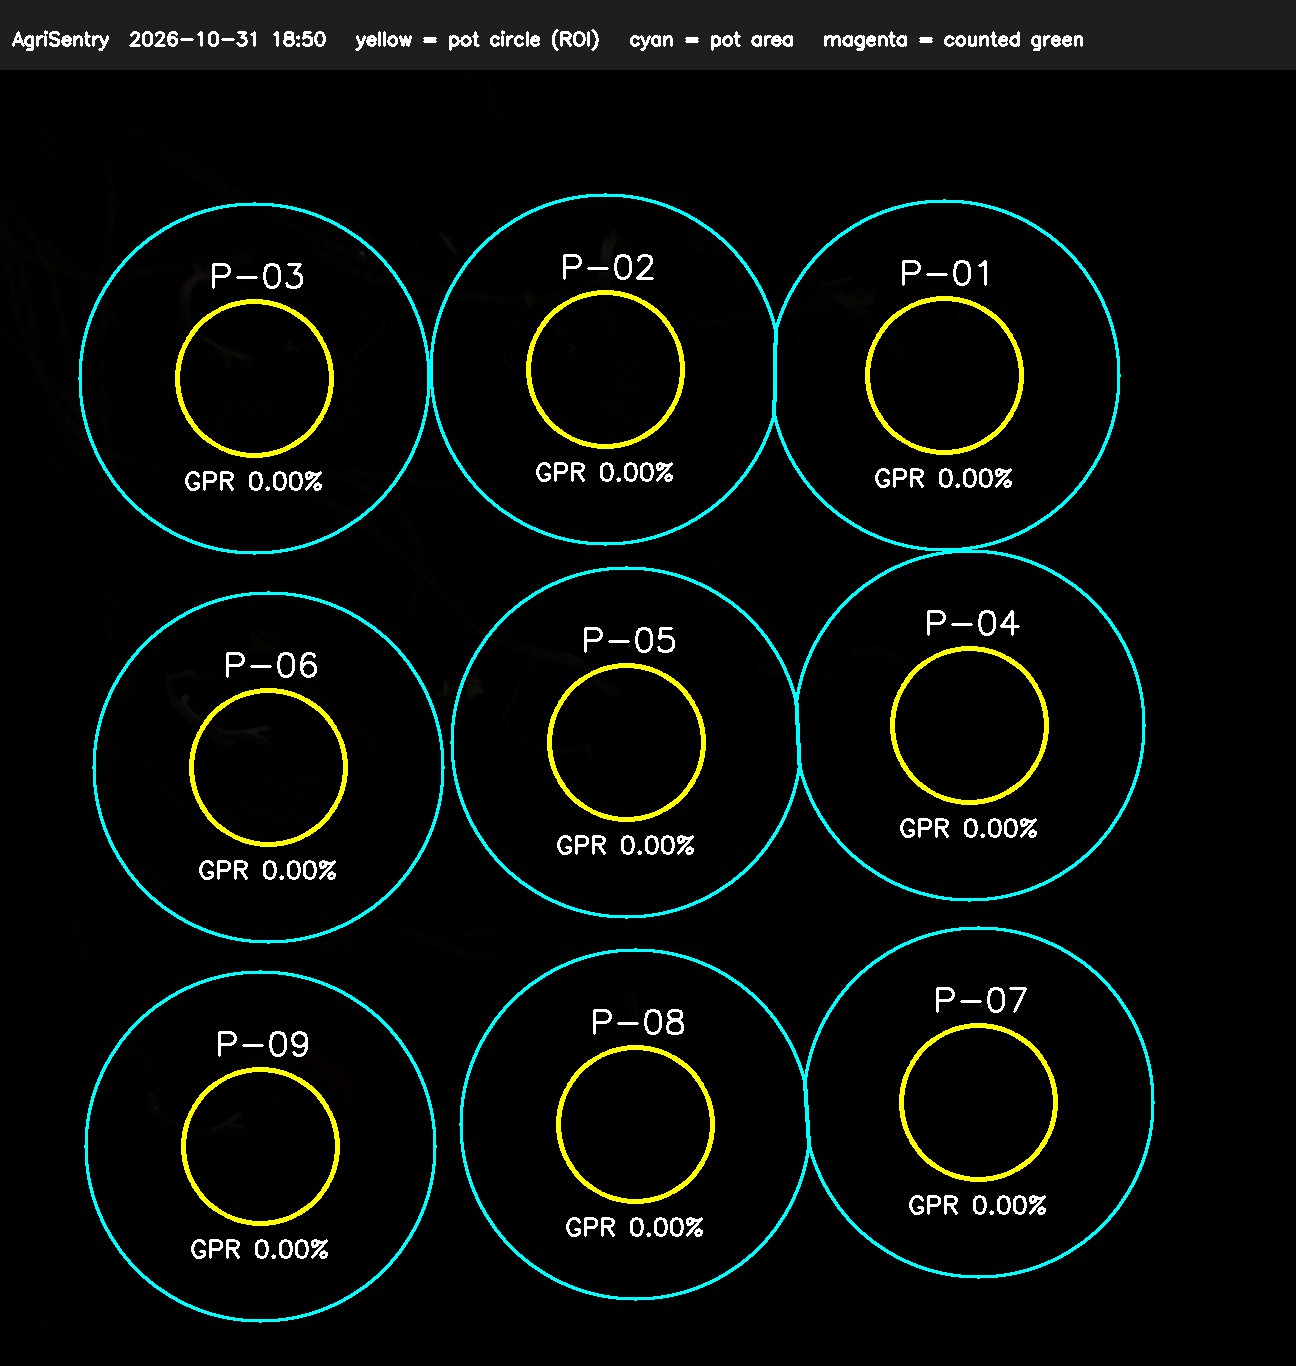 AgriSentry 2026-10-31 18:50 yellow = pot circle (ROI) cyan = pot area magenta = counted green
P-03
P-02
P-01
GPR 0.00%
GPR 0.00%
GPR 0.00%
P-06
P-05
P-04
GPR 0.00%
GPR 0.00%
GPR 0.00%
P-09
P-08
P-07
GPR 0.00%
GPR 0.00%
GPR 0.00%